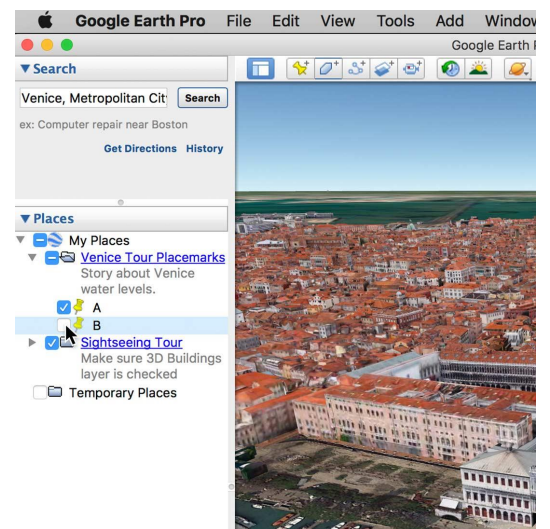 Google Earth Pro File Edit View Tools Add Window
Google Earth
Search
Venice, Metropolitan Cit Search
ex: Computer repair near Boston
Get Directions History
Places
My Places
Venice Tour Placemarks
Story about Venice
water levels.
A
B
Sightseeing Tour
Make sure 3D Buildings
layer is checked
Temporary Places